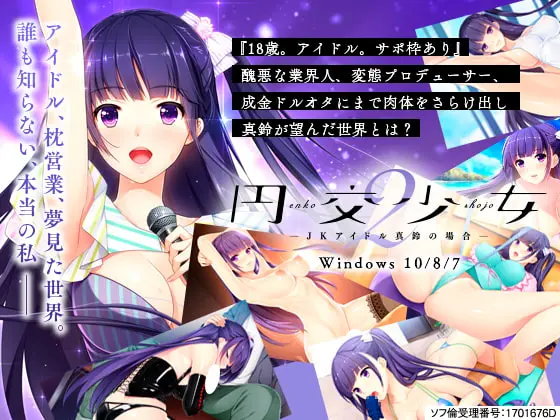 アイドル、枕営業、夢見た世界。
誰も知らない、本当の私――
『18歳。アイドル。サポ枠あり』
醜悪な業界人、変態プロデューサー、
成金ドルオタにまで肉体をさらけ出し
真鈴が望んだ世界とは？
円交少女2
enko shojo
JKアイドル真鈴の場合―
Windows 10/8/7
ソフ倫受理番号:1701676D